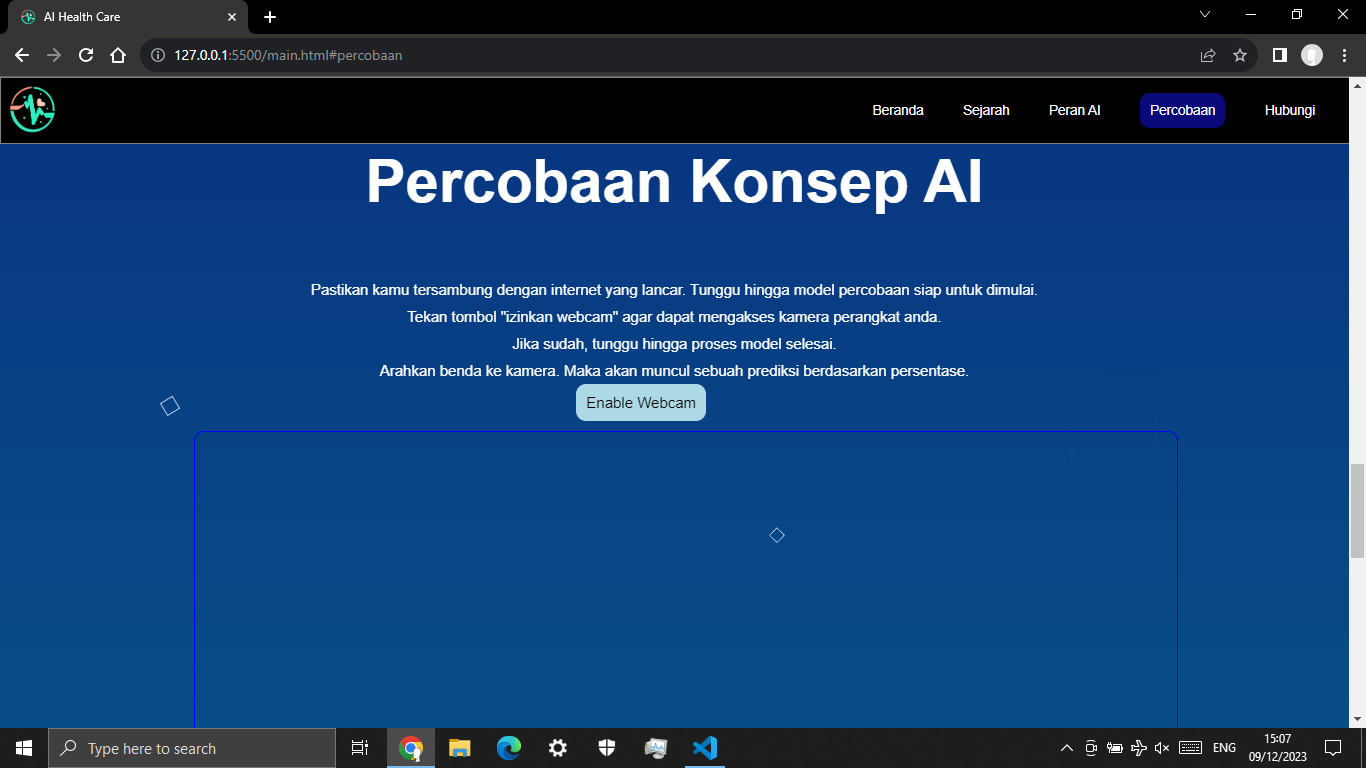 AI Health Care
127.0.0.1:5500/main.html#percobaan
Beranda
Sejarah
Peran AI
Percobaan
Hubungi
Percobaan Konsep AI
Pastikan kamu tersambung dengan internet yang lancar. Tunggu hingga model percobaan siap untuk dimulai.
Tekan tombol "izinkan webcam" agar dapat mengakses kamera perangkat anda.
Jika sudah, tunggu hingga proses model selesai.
Arahkan benda ke kamera. Maka akan muncul sebuah prediksi berdasarkan persentase.
Enable Webcam
Type here to search
ENG
15:07
09/12/2023